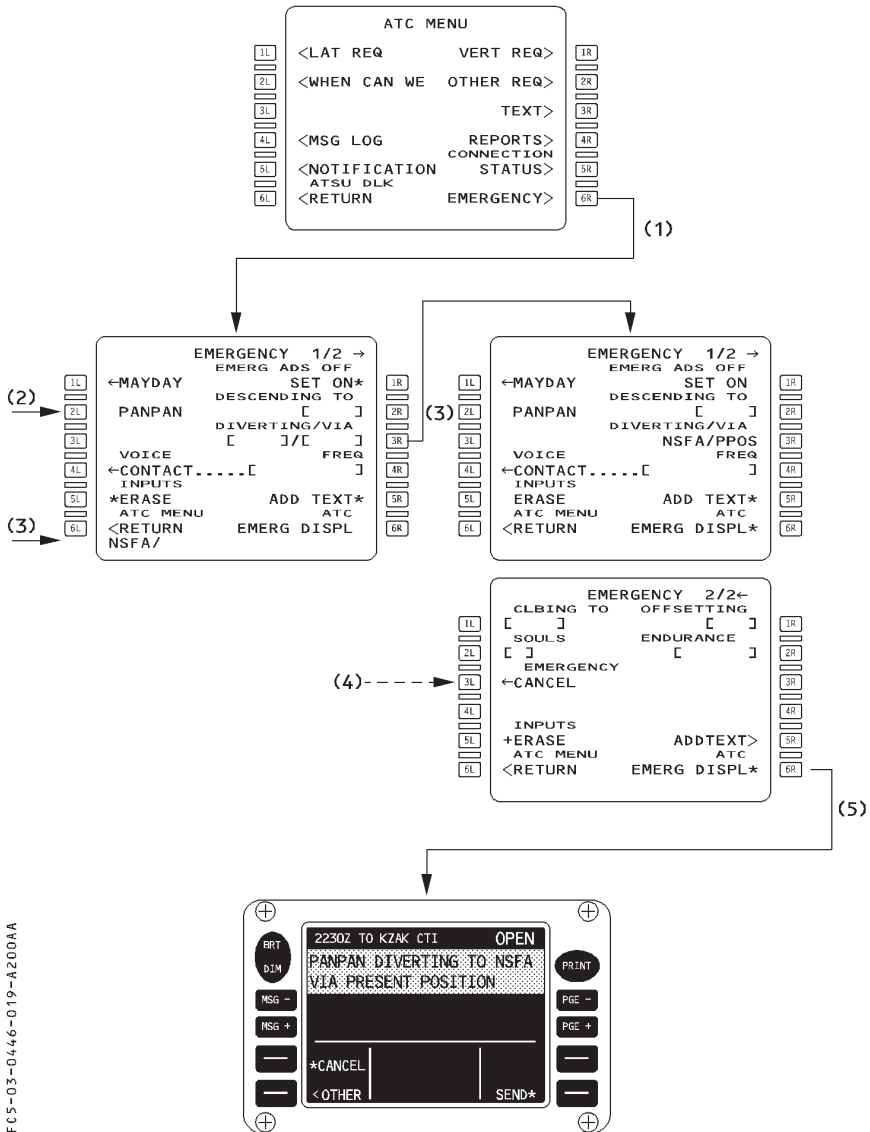 ATC MENU
1L <LAT REQ VERT REQ> 1R
2L <WHEN CAN WE OTHER REQ> 2R
3L TEXT> 3R
4L <MSG LOG REPORTS> 4R
CONNECTION
5L <NOTIFICATION STATUS> 5R
ATSU DLK
6L <RETURN EMERGENCY> 6R
(1)
EMERGENCY 1/2 →
EMERG ADS OFF
1L ←MAYDAY SET ON* 1R
DESCENDING TO
(2) 2L PANPAN [ ] 2R
DIVERTING/VIA
3L [ ]/[ ] 3R
VOICE FREQ
4L ←CONTACT.....[ ] 4R
INPUTS
5L *ERASE ADD TEXT* 5R
ATC MENU ATC
(3) 6L <RETURN EMERG DISPL 6R
NSFA/
(3)
EMERGENCY 1/2 →
EMERG ADS OFF
1L ←MAYDAY SET ON 1R
DESCENDING TO
2L PANPAN [ ] 2R
DIVERTING/VIA
3L NSFA/PPOS 3R
VOICE FREQ
4L ←CONTACT.....[ ] 4R
INPUTS
5L ERASE ADD TEXT* 5R
ATC MENU ATC
6L <RETURN EMERG DISPL* 6R
EMERGENCY 2/2←
CLBING TO OFFSETTING
1L [ ] [ ] 1R
SOULS ENDURANCE
2L [ ] [ ] 2R
EMERGENCY
(4) 3L ←CANCEL 3R
4L 4R
INPUTS
5L +ERASE ADDTEXT> 5R
ATC MENU ATC
6L <RETURN EMERG DISPL* 6R
(5)
BRT
DIM
MSG -
MSG +
2230Z TO KZAK CTI OPEN
PANPAN DIVERTING TO NSFA
VIA PRESENT POSITION
*CANCEL
<OTHER SEND*
PRINT
PGE -
PGE +
FC5-03-0446-019-A200AA